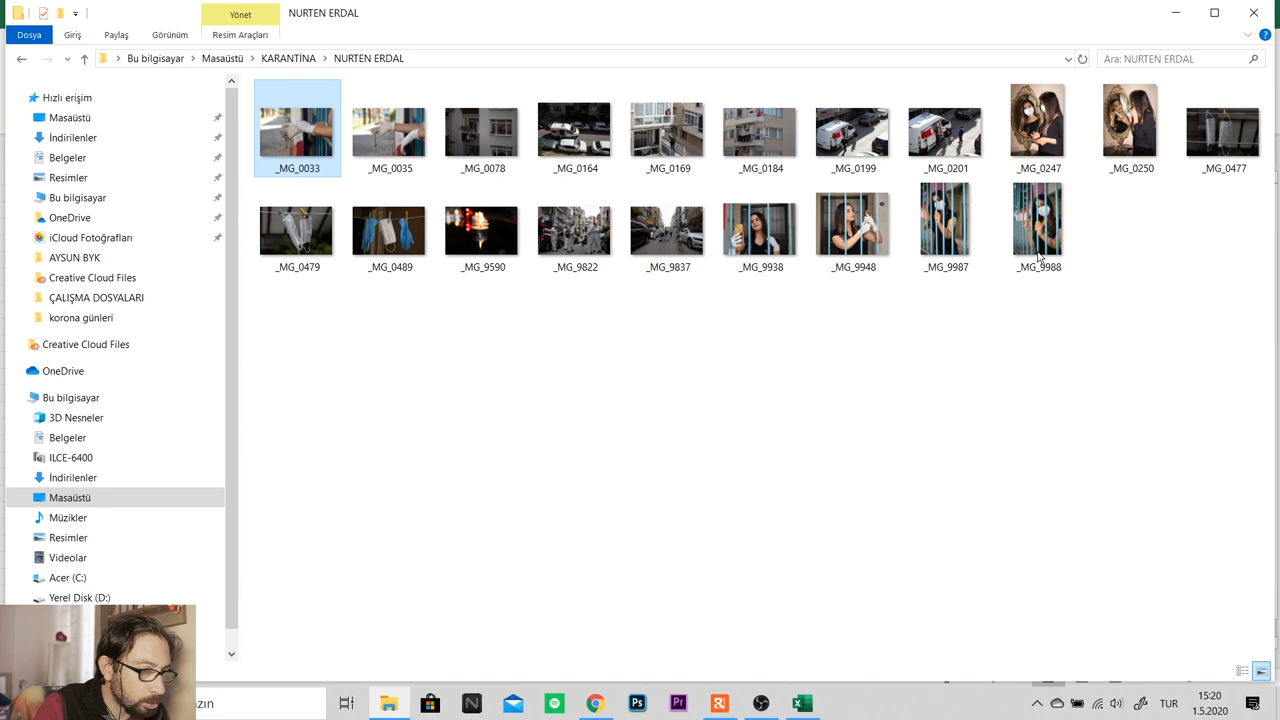 Yönet
NURTEN ERDAL
Dosya
Giriş
Paylaş
Görünüm
Resim Araçları
Bu bilgisayar
Masaüstü
KARANTİNA
NURTEN ERDAL
Ara: NURTEN ERDAL
Hızlı erişim
Masaüstü
İndirilenler
Belgeler
Resimler
Bu bilgisayar
OneDrive
iCloud Fotoğrafları
AYSUN BYK
Creative Cloud Files
ÇALIŞMA DOSYALARI
korona günleri
Creative Cloud Files
OneDrive
Bu bilgisayar
3D Nesneler
Belgeler
ILCE-6400
İndirilenler
Masaüstü
Müzikler
Resimler
Videolar
Acer (C:)
Yerel Disk (D:)
_MG_0033
_MG_0035
_MG_0078
_MG_0164
_MG_0169
_MG_0184
_MG_0199
_MG_0201
_MG_0247
_MG_0250
_MG_0477
_MG_0479
_MG_0489
_MG_9590
_MG_9822
_MG_9837
_MG_9938
_MG_9948
_MG_9987
_MG_9988
zın
Ps
Pr
TUR
15:20
1.5.2020